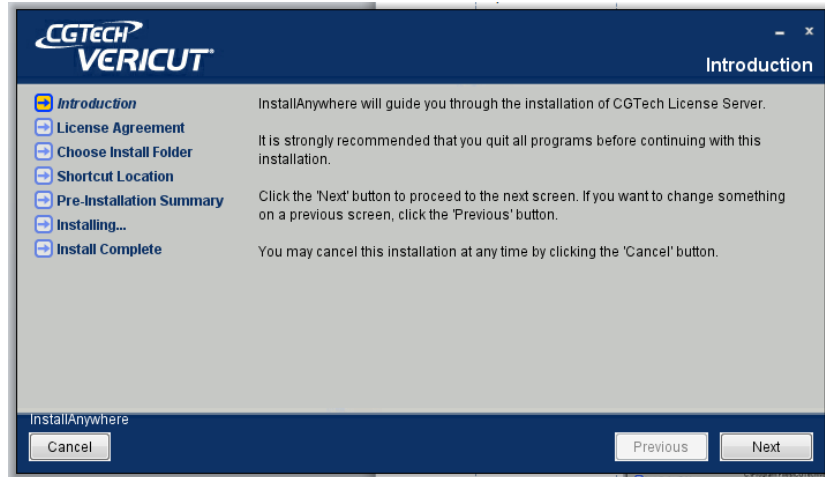 CGTECH
VERICUT
Introduction
Introduction
License Agreement
Choose Install Folder
Shortcut Location
Pre-Installation Summary
Installing...
Install Complete
InstallAnywhere will guide you through the installation of CGTech License Server.
It is strongly recommended that you quit all programs before continuing with this
installation.
Click the 'Next' button to proceed to the next screen. If you want to change something
on a previous screen, click the 'Previous' button.
You may cancel this installation at any time by clicking the 'Cancel' button.
InstallAnywhere
Cancel
Previous
Next